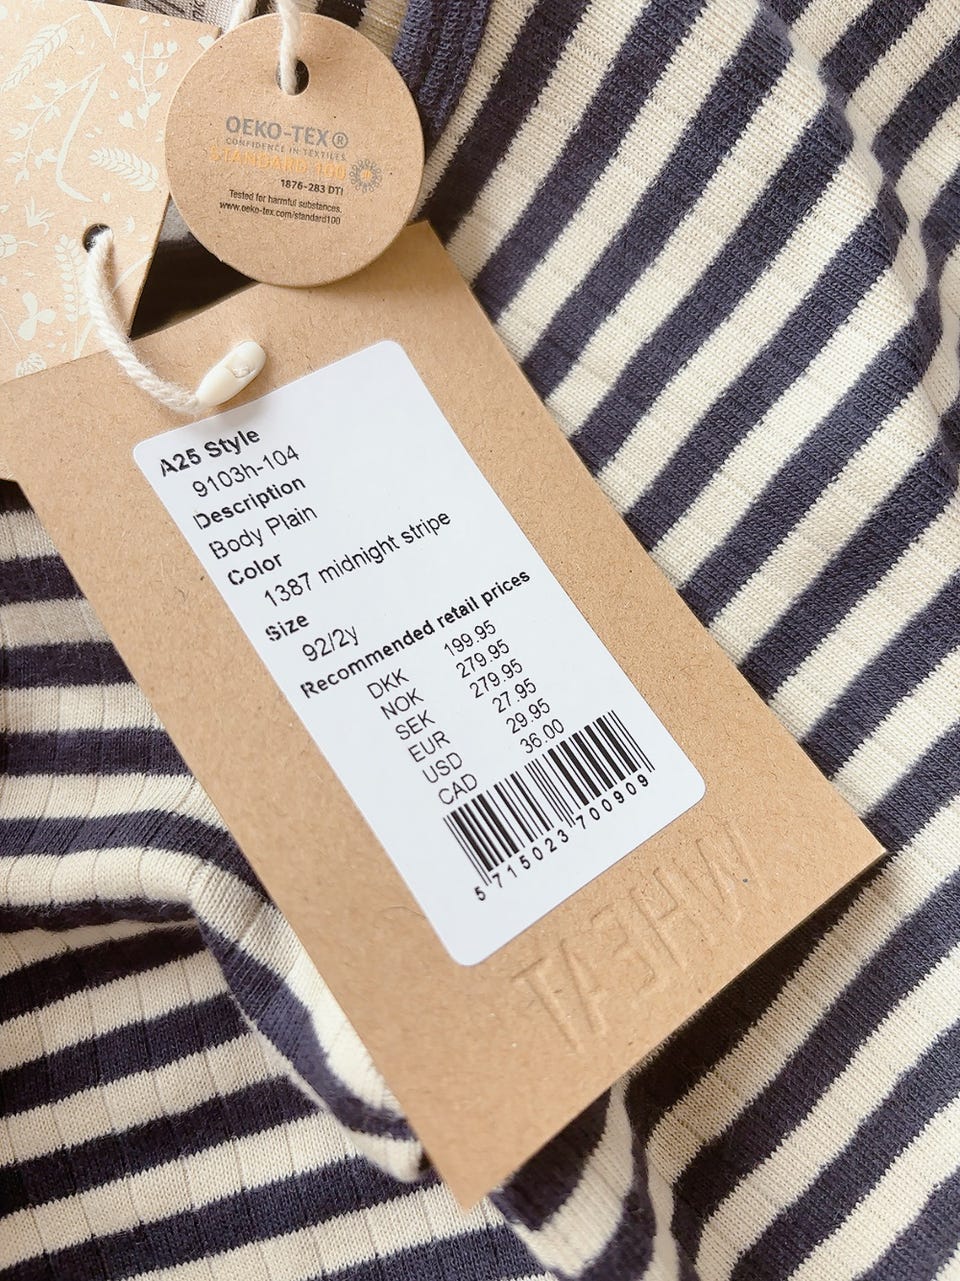 OEKO-TEX®
CONFIDENCE IN TEXTILES
STANDARD 100
1876-283 DTI
Tested for harmful substances.
www.oeko-tex.com/standard100
A25 Style
9103h-104
Description
Body Plain
Color
1387 midnight stripe
Size
92/2y
Recommended retail prices
DKK 199.95
NOK 279.95
SEK 279.95
EUR 27.95
USD 29.95
CAD 36.00
5 715023 700909
WHEAT